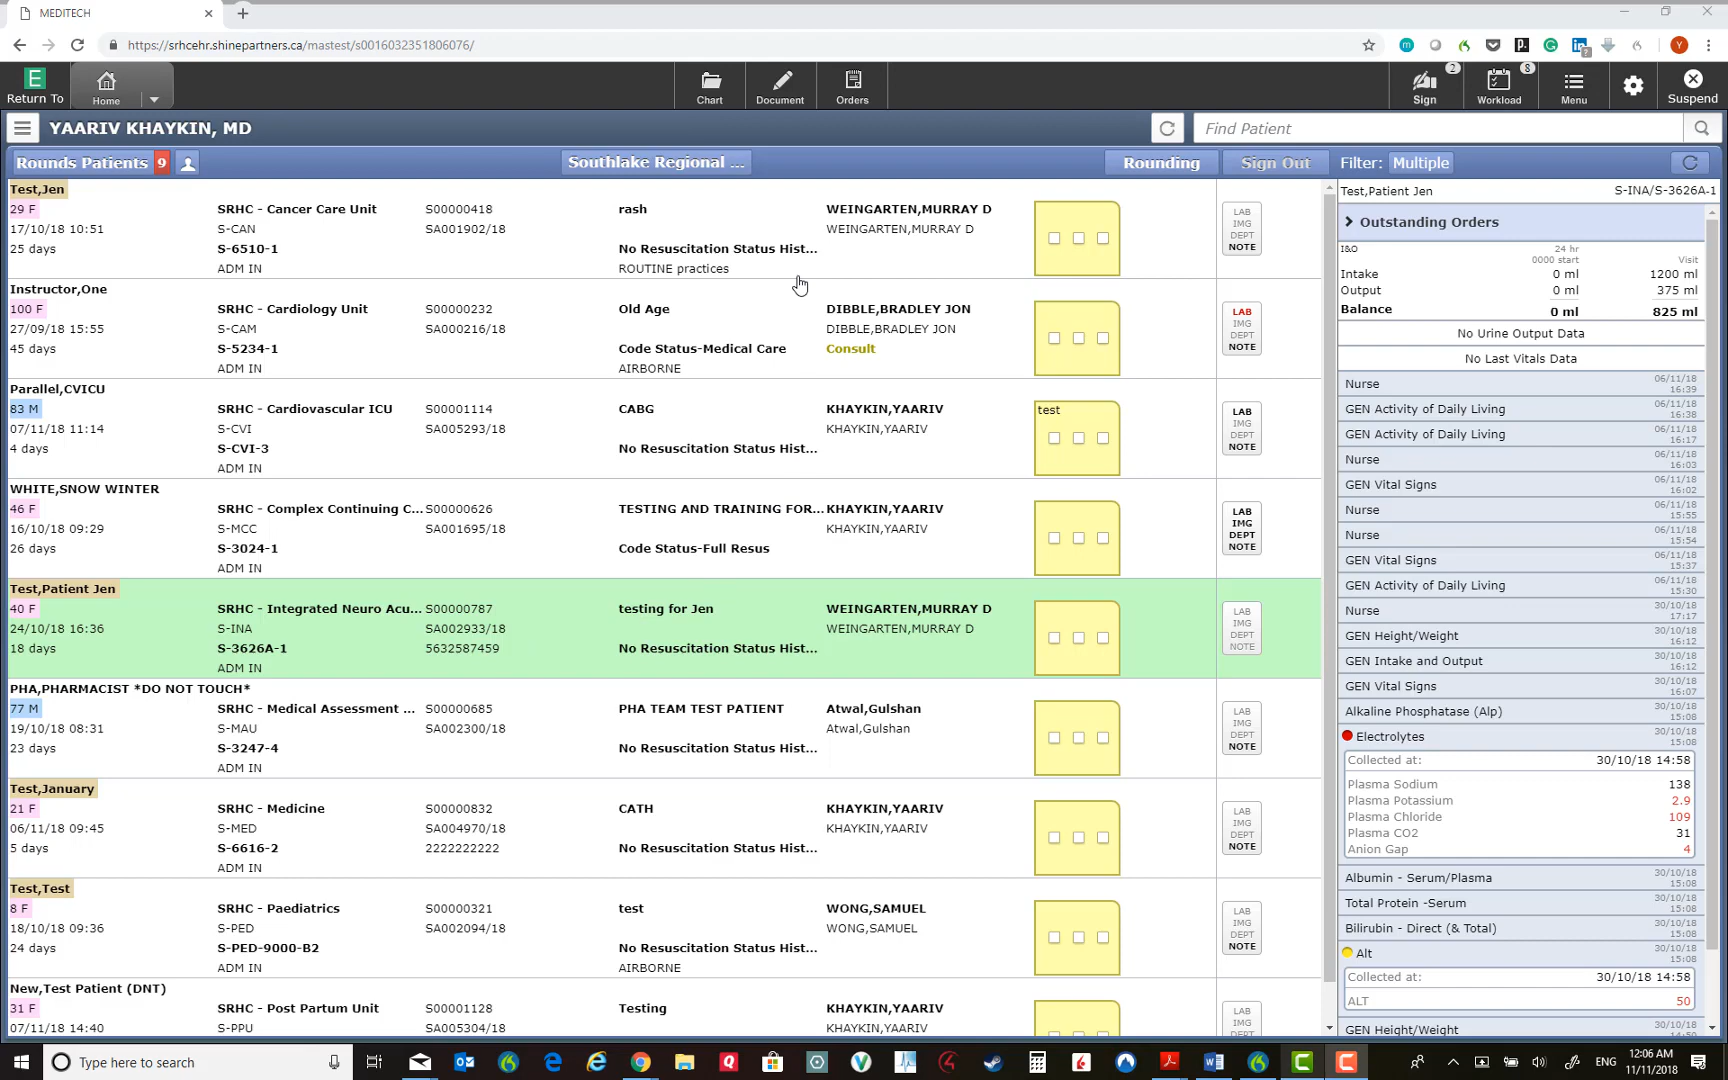 MEDITECH
https://srhcehr.shinepartners.ca/mastest/s0016032351806076/
Return To
Home
Chart
Document
Orders
2
Sign
8
Workload
Menu
Suspend
YAARIV KHAYKIN, MD
Find Patient
Rounds Patients 9
Southlake Regional ...
Rounding
Sign Out
Filter: Multiple
Test,Jen
29 F SRHC - Cancer Care Unit S00000418 rash WEINGARTEN,MURRAY D
17/10/18 10:51 S-CAN SA001902/18 WEINGARTEN,MURRAY D
25 days S-6510-1 No Resuscitation Status Hist...
ADM IN ROUTINE practices
LAB
IMG
DEPT
NOTE
Instructor,One
100 F SRHC - Cardiology Unit S00000232 Old Age DIBBLE,BRADLEY JON
27/09/18 15:55 S-CAM SA000216/18 DIBBLE,BRADLEY JON
45 days S-5234-1 Code Status-Medical Care Consult
ADM IN AIRBORNE
LAB
IMG
DEPT
NOTE
Parallel,CVICU
83 M SRHC - Cardiovascular ICU S00001114 CABG KHAYKIN,YAARIV
07/11/18 11:14 S-CVI SA005293/18 KHAYKIN,YAARIV
4 days S-CVI-3 No Resuscitation Status Hist...
ADM IN
test
LAB
IMG
DEPT
NOTE
WHITE,SNOW WINTER
46 F SRHC - Complex Continuing C... S00000626 TESTING AND TRAINING FOR... KHAYKIN,YAARIV
16/10/18 09:29 S-MCC SA001695/18 KHAYKIN,YAARIV
26 days S-3024-1 Code Status-Full Resus
ADM IN
LAB
IMG
DEPT
NOTE
Test,Patient Jen
40 F SRHC - Integrated Neuro Acu... S00000787 testing for Jen WEINGARTEN,MURRAY D
24/10/18 16:36 S-INA SA002933/18 WEINGARTEN,MURRAY D
18 days S-3626A-1 5632587459 No Resuscitation Status Hist...
ADM IN
LAB
IMG
DEPT
NOTE
PHA,PHARMACIST *DO NOT TOUCH*
77 M SRHC - Medical Assessment ... S00000685 PHA TEAM TEST PATIENT Atwal,Gulshan
19/10/18 08:31 S-MAU SA002300/18 Atwal,Gulshan
23 days S-3247-4 No Resuscitation Status Hist...
ADM IN
LAB
IMG
DEPT
NOTE
Test,January
21 F SRHC - Medicine S00000832 CATH KHAYKIN,YAARIV
06/11/18 09:45 S-MED SA004970/18 KHAYKIN,YAARIV
5 days S-6616-2 2222222222 No Resuscitation Status Hist...
ADM IN
LAB
IMG
DEPT
NOTE
Test,Test
8 F SRHC - Paediatrics S00000321 test WONG,SAMUEL
18/10/18 09:36 S-PED SA002094/18 WONG,SAMUEL
24 days S-PED-9000-B2 No Resuscitation Status Hist...
ADM IN AIRBORNE
LAB
IMG
DEPT
NOTE
New,Test Patient (DNT)
31 F SRHC - Post Partum Unit S00001128 Testing KHAYKIN,YAARIV
07/11/18 14:40 S-PPU SA005304/18 KHAYKIN,YAARIV
LAB
IMG
Test,Patient Jen S-INA/S-3626A-1
Outstanding Orders
I&O 24 hr
0000 start Visit
Intake 0 ml 1200 ml
Output 0 ml 375 ml
Balance 0 ml 825 ml
No Urine Output Data
No Last Vitals Data
Nurse 06/11/18 16:39
GEN Activity of Daily Living 06/11/18 16:38
GEN Activity of Daily Living 06/11/18 16:17
Nurse 06/11/18 16:03
GEN Vital Signs 06/11/18 16:02
Nurse 06/11/18 15:55
Nurse 06/11/18 15:54
GEN Vital Signs 06/11/18 15:37
GEN Activity of Daily Living 06/11/18 15:30
Nurse 30/10/18 17:17
GEN Height/Weight 30/10/18 16:12
GEN Intake and Output 30/10/18 16:12
GEN Vital Signs 30/10/18 16:07
Alkaline Phosphatase (Alp) 30/10/18 15:08
Electrolytes 30/10/18 15:08
Collected at: 30/10/18 14:58
Plasma Sodium 138
Plasma Potassium 2.9
Plasma Chloride 109
Plasma CO2 31
Anion Gap 4
Albumin - Serum/Plasma 30/10/18 15:08
Total Protein -Serum 30/10/18 15:08
Bilirubin - Direct (& Total) 30/10/18 15:08
Alt 30/10/18 15:08
Collected at: 30/10/18 14:58
ALT 50
GEN Height/Weight 30/10/18
Type here to search
ENG
12:06 AM
11/11/2018